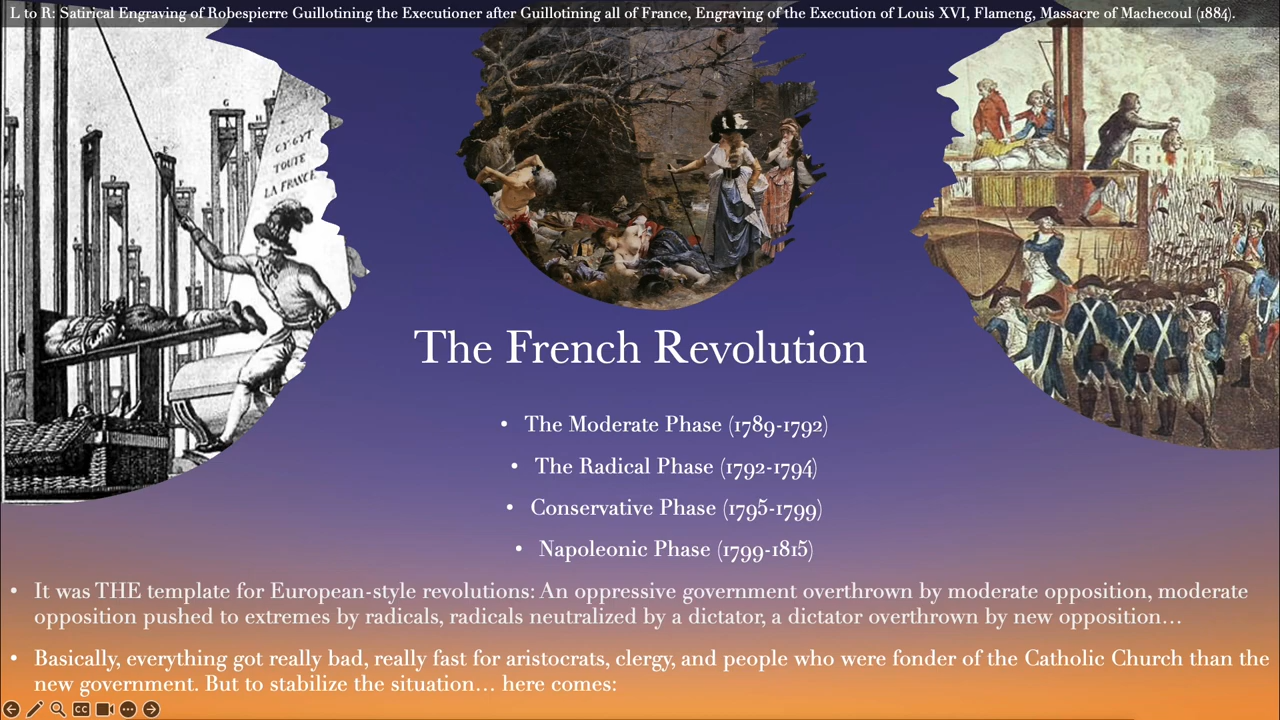 L to R: Satirical Engraving of Robespierre Guillotining the Executioner after Guillotining all of France, Engraving of the Execution of Louis XVI, Flameng, Massacre of Machecoul (1884).
G
H
B
D
CY GYT
TOUTE
LA FRANCE
The French Revolution
• The Moderate Phase (1789-1792)
• The Radical Phase (1792-1794)
• Conservative Phase (1795-1799)
• Napoleonic Phase (1799-1815)
• It was THE template for European-style revolutions: An oppressive government overthrown by moderate opposition, moderate
opposition pushed to extremes by radicals, radicals neutralized by a dictator, a dictator overthrown by new opposition…
• Basically, everything got really bad, really fast for aristocrats, clergy, and people who were fonder of the Catholic Church than the
new government. But to stabilize the situation… here comes:
CC